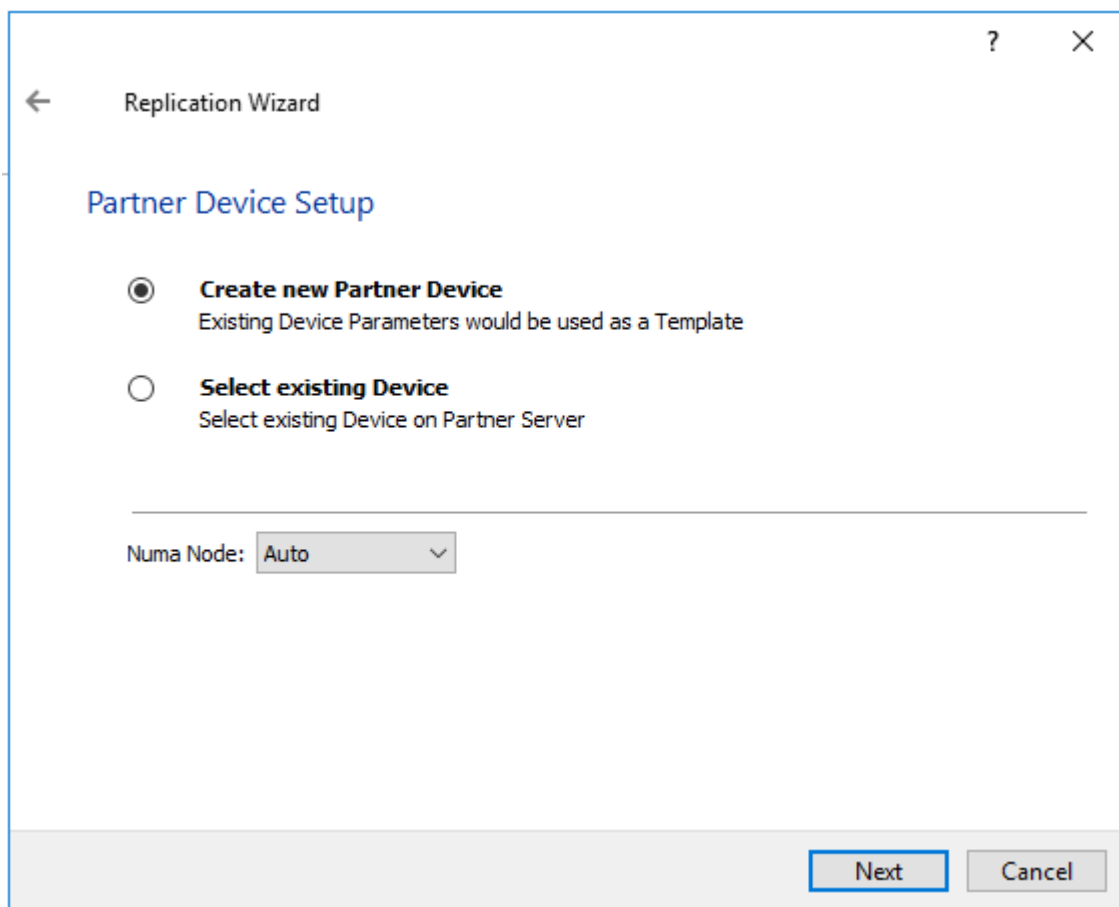 ?
Replication Wizard
Partner Device Setup
Create new Partner Device
Existing Device Parameters would be used as a Template
Select existing Device
Select existing Device on Partner Server
Numa Node: Auto
Next Cancel